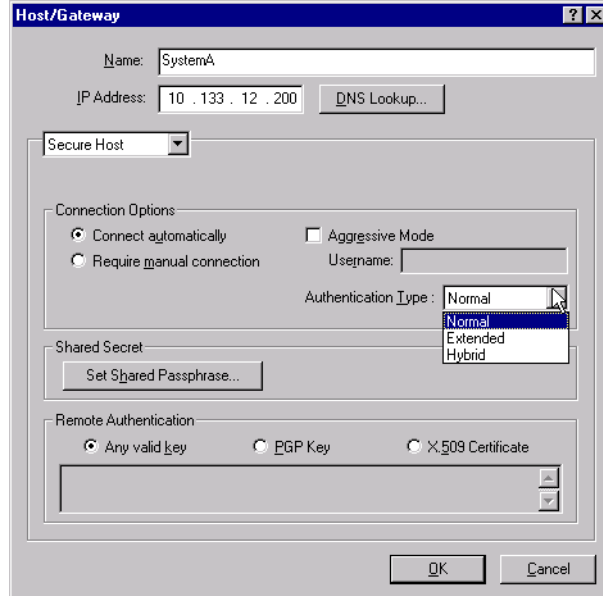 Host/Gateway
Name: SystemA
IP Address: 10 . 133 . 12 . 200 DNS Lookup...
Secure Host
Connection Options
Connect automatically Aggressive Mode
Require manual connection Username:
Authentication Type : Normal
Normal
Extended
Hybrid
Shared Secret
Set Shared Passphrase...
Remote Authentication
Any valid key PGP Key X.509 Certificate
OK Cancel